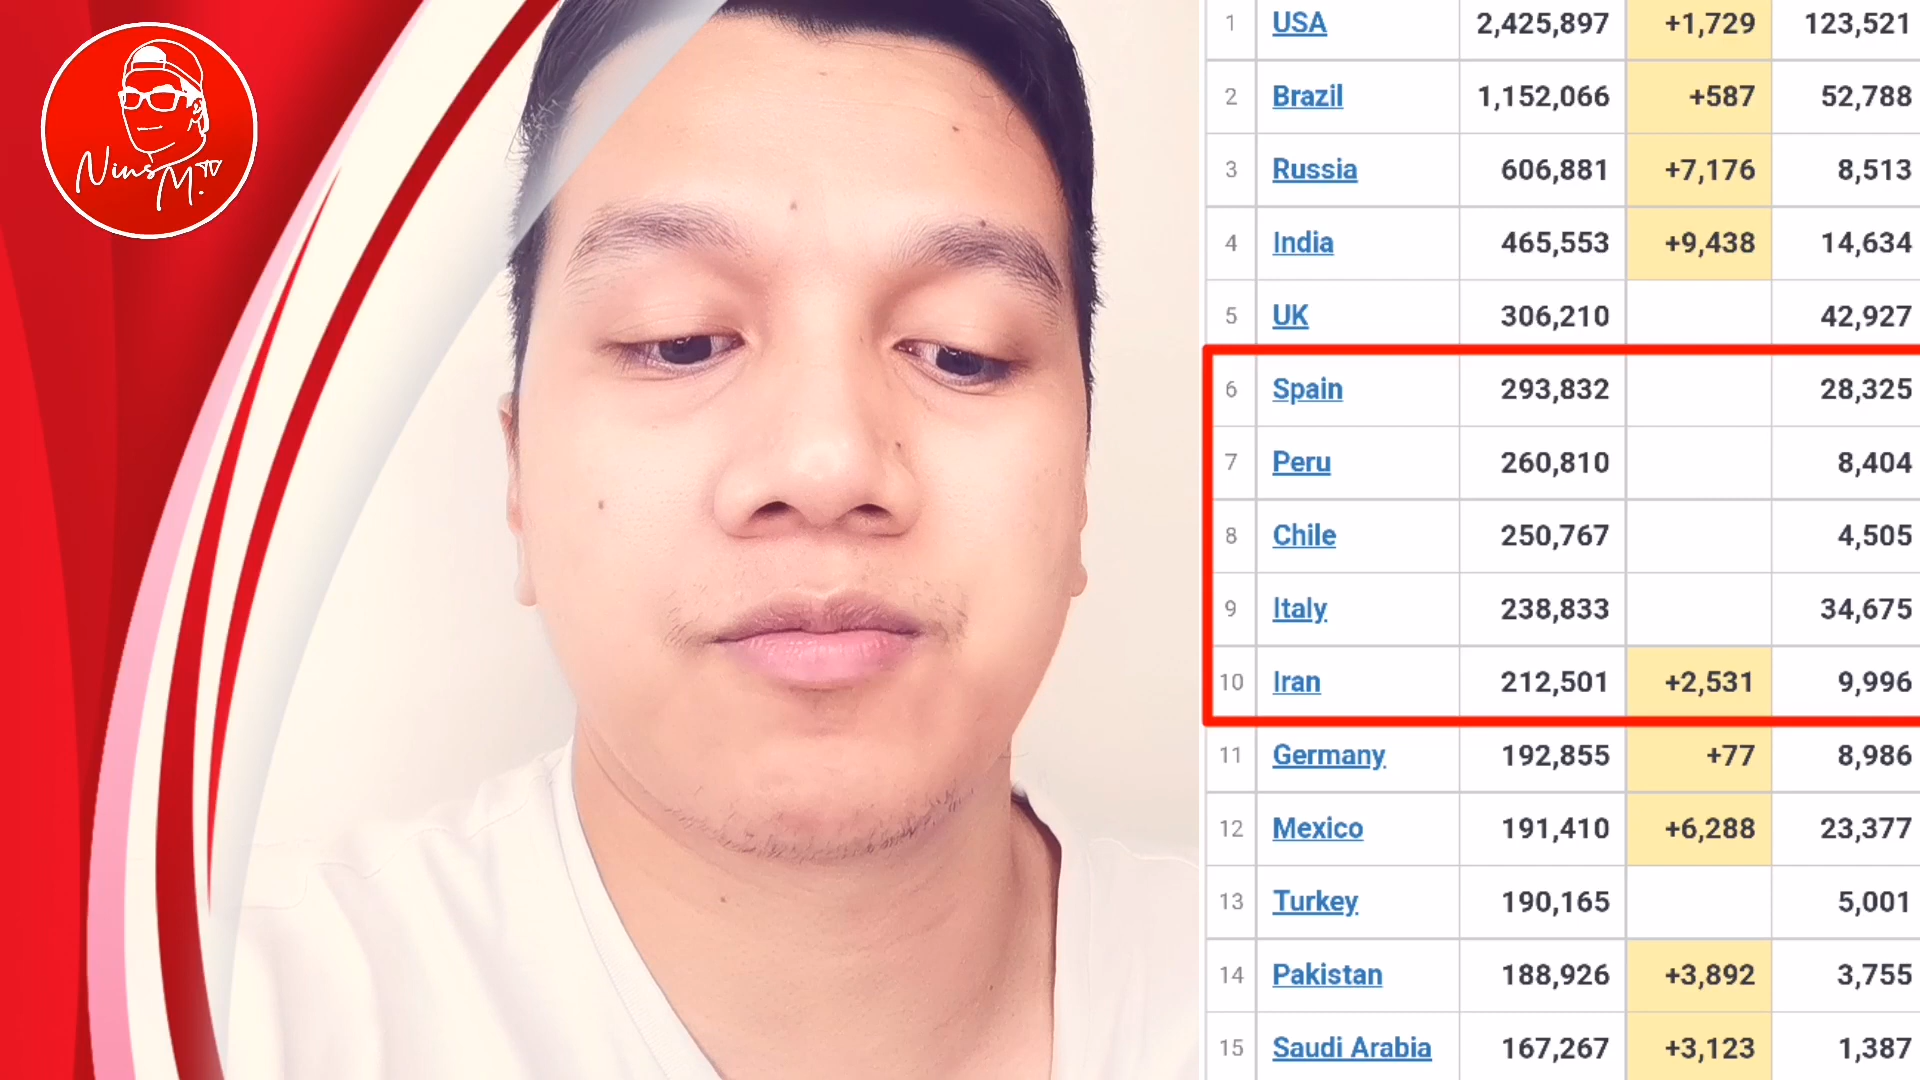 Nins
M. TV
1 USA 2,425,897 +1,729 123,521
2 Brazil 1,152,066 +587 52,788
3 Russia 606,881 +7,176 8,513
4 India 465,553 +9,438 14,634
5 UK 306,210 42,927
6 Spain 293,832 28,325
7 Peru 260,810 8,404
8 Chile 250,767 4,505
9 Italy 238,833 34,675
10 Iran 212,501 +2,531 9,996
11 Germany 192,855 +77 8,986
12 Mexico 191,410 +6,288 23,377
13 Turkey 190,165 5,001
14 Pakistan 188,926 +3,892 3,755
15 Saudi Arabia 167,267 +3,123 1,387